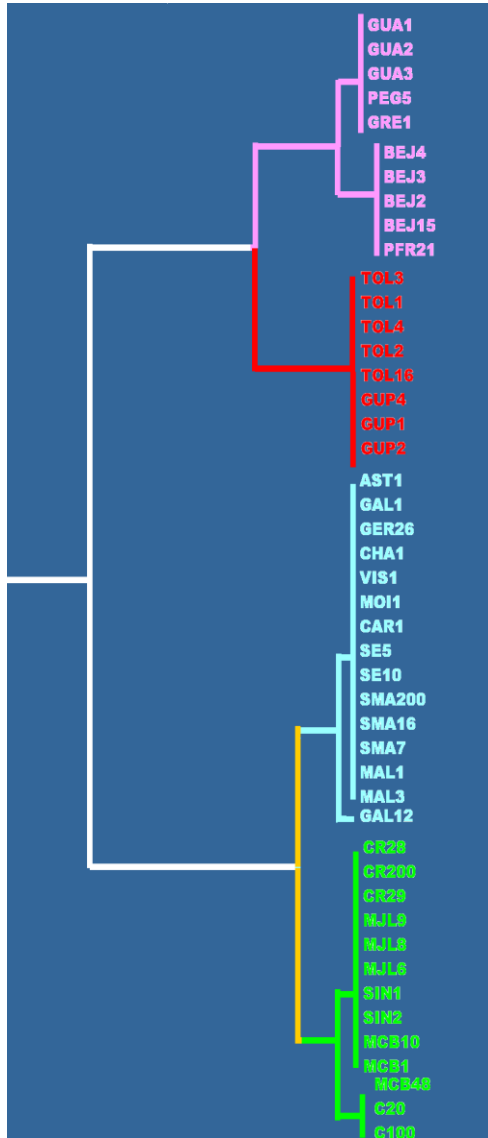 GUA1
GUA2
GUA3
PEG5
GRE1
BEJ4
BEJ3
BEJ2
BEJ15
PFR21
TOL3
TOL1
TOL4
TOL2
TOL16
GUP4
GUP1
GUP2
AST1
GAL1
GER26
CHA1
VIS1
MOI1
CAR1
SE5
SE10
SMA200
SMA16
SMA7
MAL1
MAL3
GAL12
CR28
CR200
CR29
MJL9
MJL8
MJL6
SIN1
SIN2
MCB10
MCB1
MCB48
C20
C100